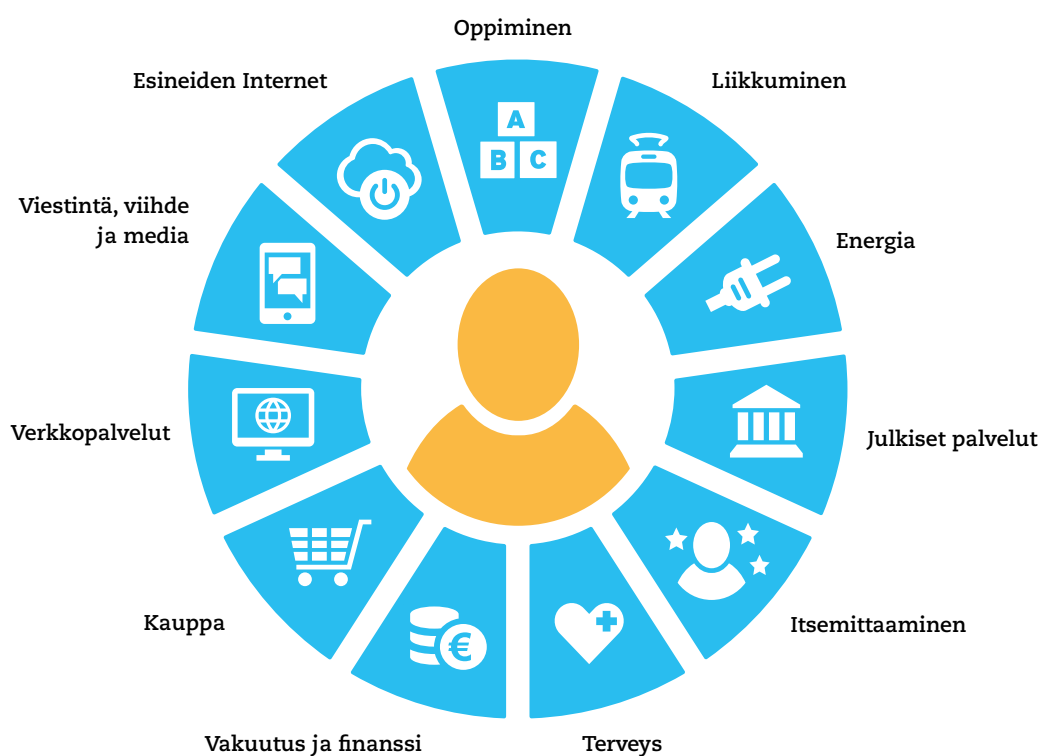 Oppiminen
Esineiden Internet
Liikkuminen
A
B C
Viestintä, viihde
ja media
Energia
Verkkopalvelut
Julkiset palvelut
Kauppa
Itsemittaaminen
€
Vakuutus ja finanssi
Terveys